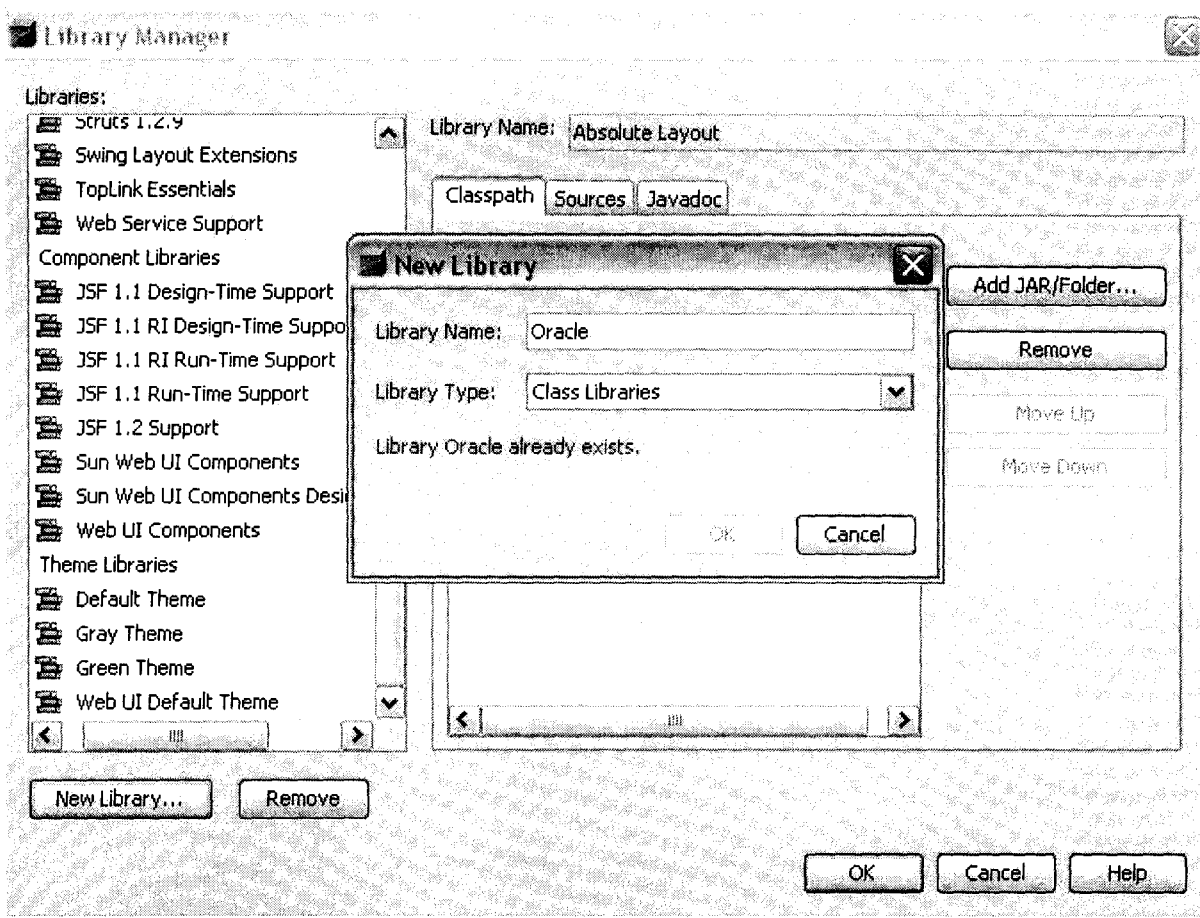 Library Manager
Libraries:
Struts 1.2.9
Swing Layout Extensions
TopLink Essentials
Web Service Support
Component Libraries
JSF 1.1 Design-Time Support
JSF 1.1 RI Design-Time Suppo
JSF 1.1 RI Run-Time Support
JSF 1.1 Run-Time Support
JSF 1.2 Support
Sun Web UI Components
Sun Web UI Components Desi
Web UI Components
Theme Libraries
Default Theme
Gray Theme
Green Theme
Web UI Default Theme
New Library...
Remove
Library Name: Absolute Layout
Classpath Sources Javadoc
Add JAR/Folder...
Remove
Move Up
Move Down
New Library
Library Name: Oracle
Library Type: Class Libraries
Library Oracle already exists.
OK Cancel
OK Cancel Help